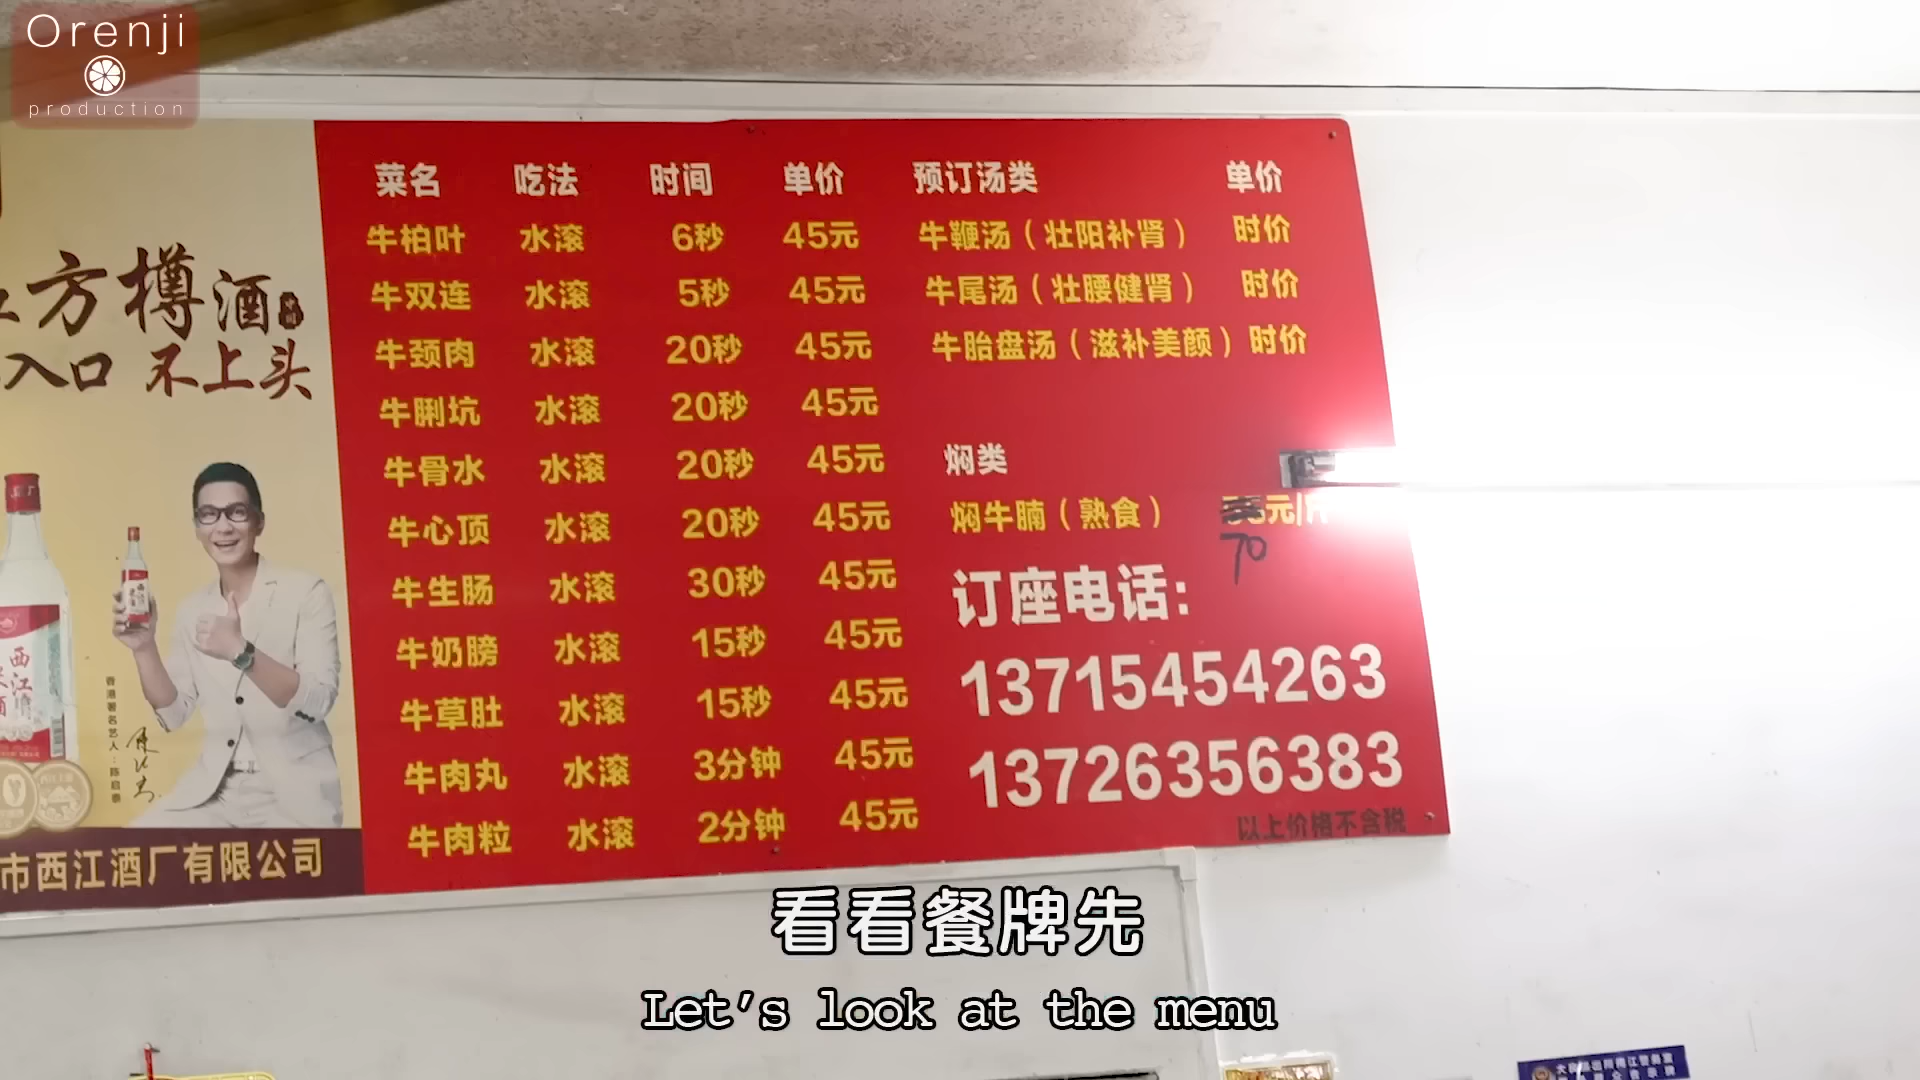 Orenji
production
方樽酒
入口 不上头
香港著名艺人：陈启泰
市西江酒厂有限公司
菜名 吃法 时间 单价
牛柏叶 水滚 6秒 45元
牛双连 水滚 5秒 45元
牛颈肉 水滚 20秒 45元
牛脷坑 水滚 20秒 45元
牛骨水 水滚 20秒 45元
牛心顶 水滚 20秒 45元
牛生肠 水滚 30秒 45元
牛奶膀 水滚 15秒 45元
牛草肚 水滚 15秒 45元
牛肉丸 水滚 3分钟 45元
牛肉粒 水滚 2分钟 45元
预订汤类 单价
牛鞭汤（壮阳补肾） 时价
牛尾汤（壮腰健肾） 时价
牛胎盘汤（滋补美颜） 时价
焖类
焖牛腩（熟食） 元/
70
订座电话:
13715454263
13726356383
以上价格不含税
看看餐牌先
Let's look at the menu